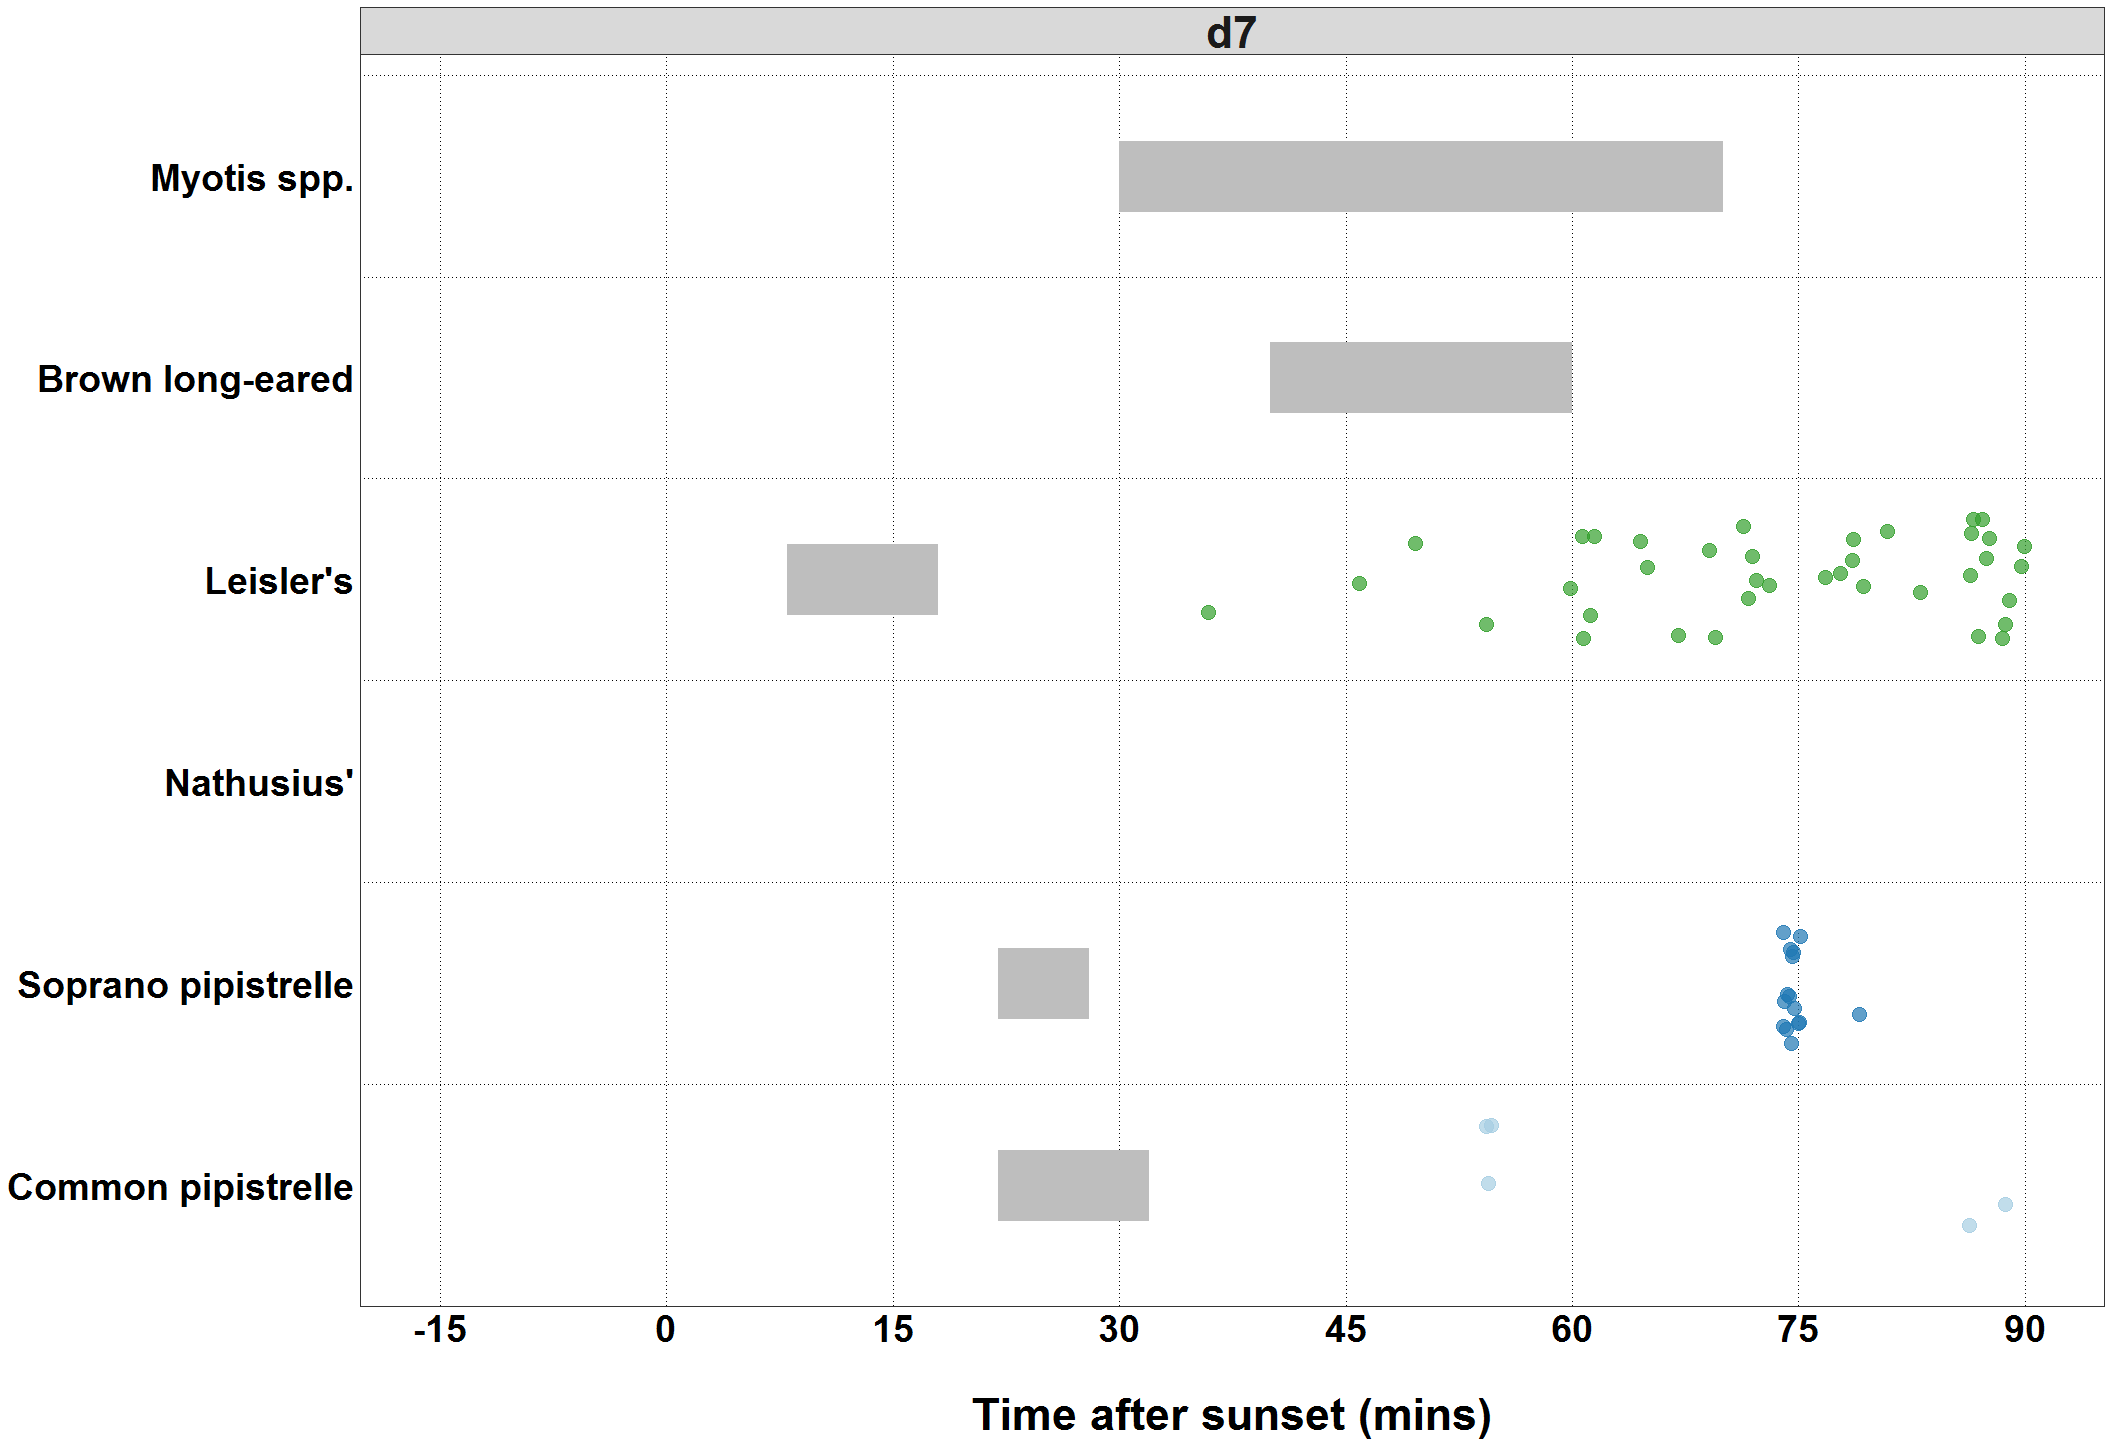 d7
Myotis spp.
Brown long-eared
Leisler's
Nathusius'
Soprano pipistrelle
Common pipistrelle
-15 0 15 30 45 60 75 90
Time after sunset (mins)